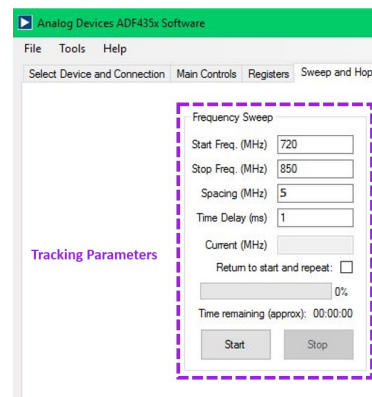 Analog Devices ADF435x Software
File Tools Help
Select Device and Connection Main Controls Registers Sweep and Hop
Frequency Sweep
Start Freq. (MHz) 720
Stop Freq. (MHz) 850
Spacing (MHz) 5
Time Delay (ms) 1
Current (MHz)
Tracking Parameters
Return to start and repeat:
0%
Time remaining (approx): 00:00:00
Start Stop